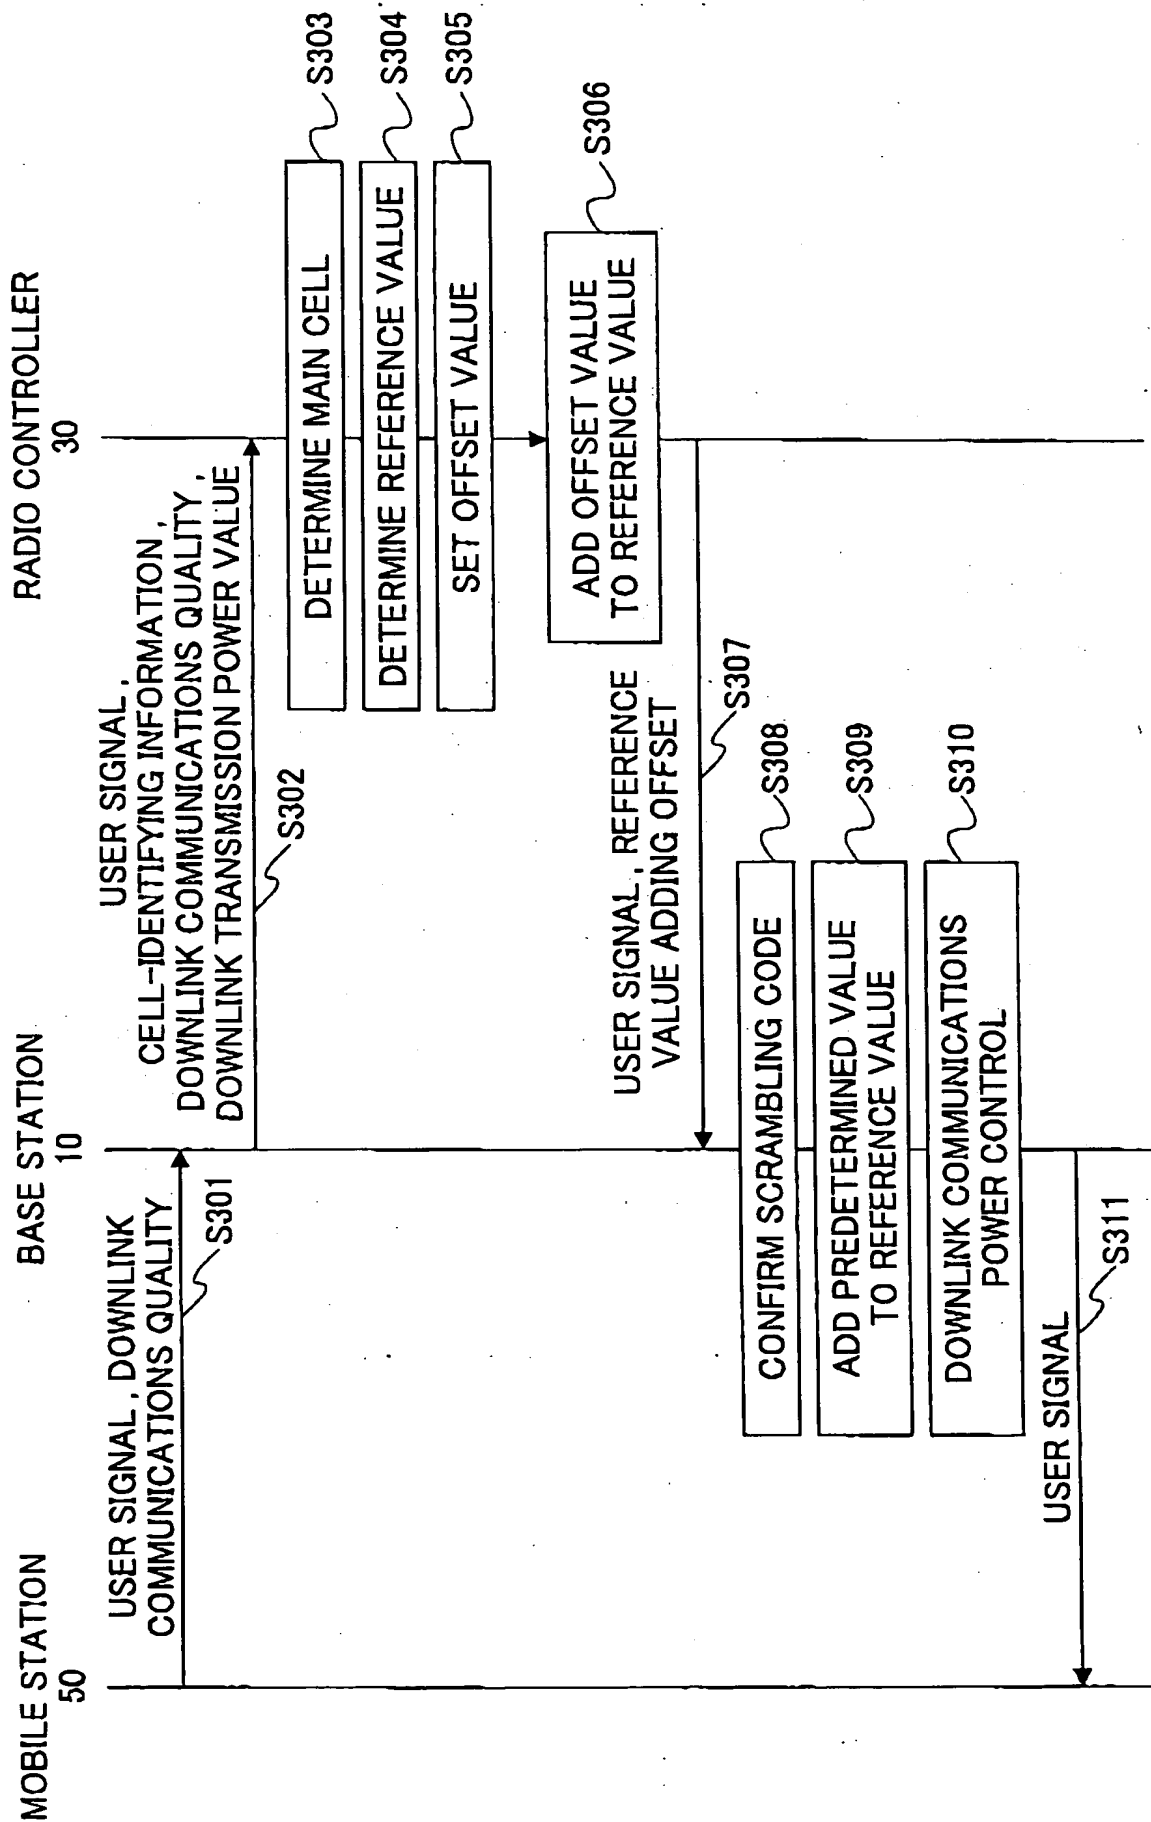 MOBILE STATION
50
BASE STATION
10
RADIO CONTROLLER
30
USER SIGNAL, DOWNLINK
COMMUNICATIONS QUALITY
S301
USER SIGNAL,
CELL-IDENTIFYING INFORMATION,
DOWNLINK COMMUNICATIONS QUALITY,
DOWNLINK TRANSMISSION POWER VALUE
S302
DETERMINE MAIN CELL
S303
DETERMINE REFERENCE VALUE
S304
SET OFFSET VALUE
S305
ADD OFFSET VALUE
TO REFERENCE VALUE
S306
USER SIGNAL, REFERENCE
VALUE ADDING OFFSET
S307
CONFIRM SCRAMBLING CODE
S308
ADD PREDETERMINED VALUE
TO REFERENCE VALUE
S309
DOWNLINK COMMUNICATIONS
POWER CONTROL
S310
USER SIGNAL
S311